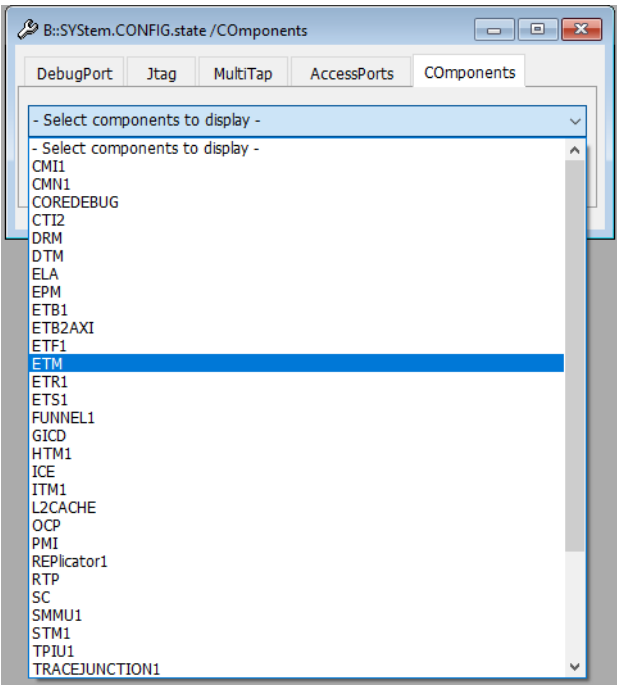 B::SYStem.CONFIG.state /COmponents
DebugPort Jtag MultiTap AccessPorts COmponents
- Select components to display -
- Select components to display -
CMI1
CMN1
COREDEBUG
CTI2
DRM
DTM
ELA
EPM
ETB1
ETB2AXI
ETF1
ETM
ETR1
ETS1
FUNNEL1
GICD
HTM1
ICE
ITM1
L2CACHE
OCP
PMI
REPlicator1
RTP
SC
SMMU1
STM1
TPIU1
TRACEJUNCTION1